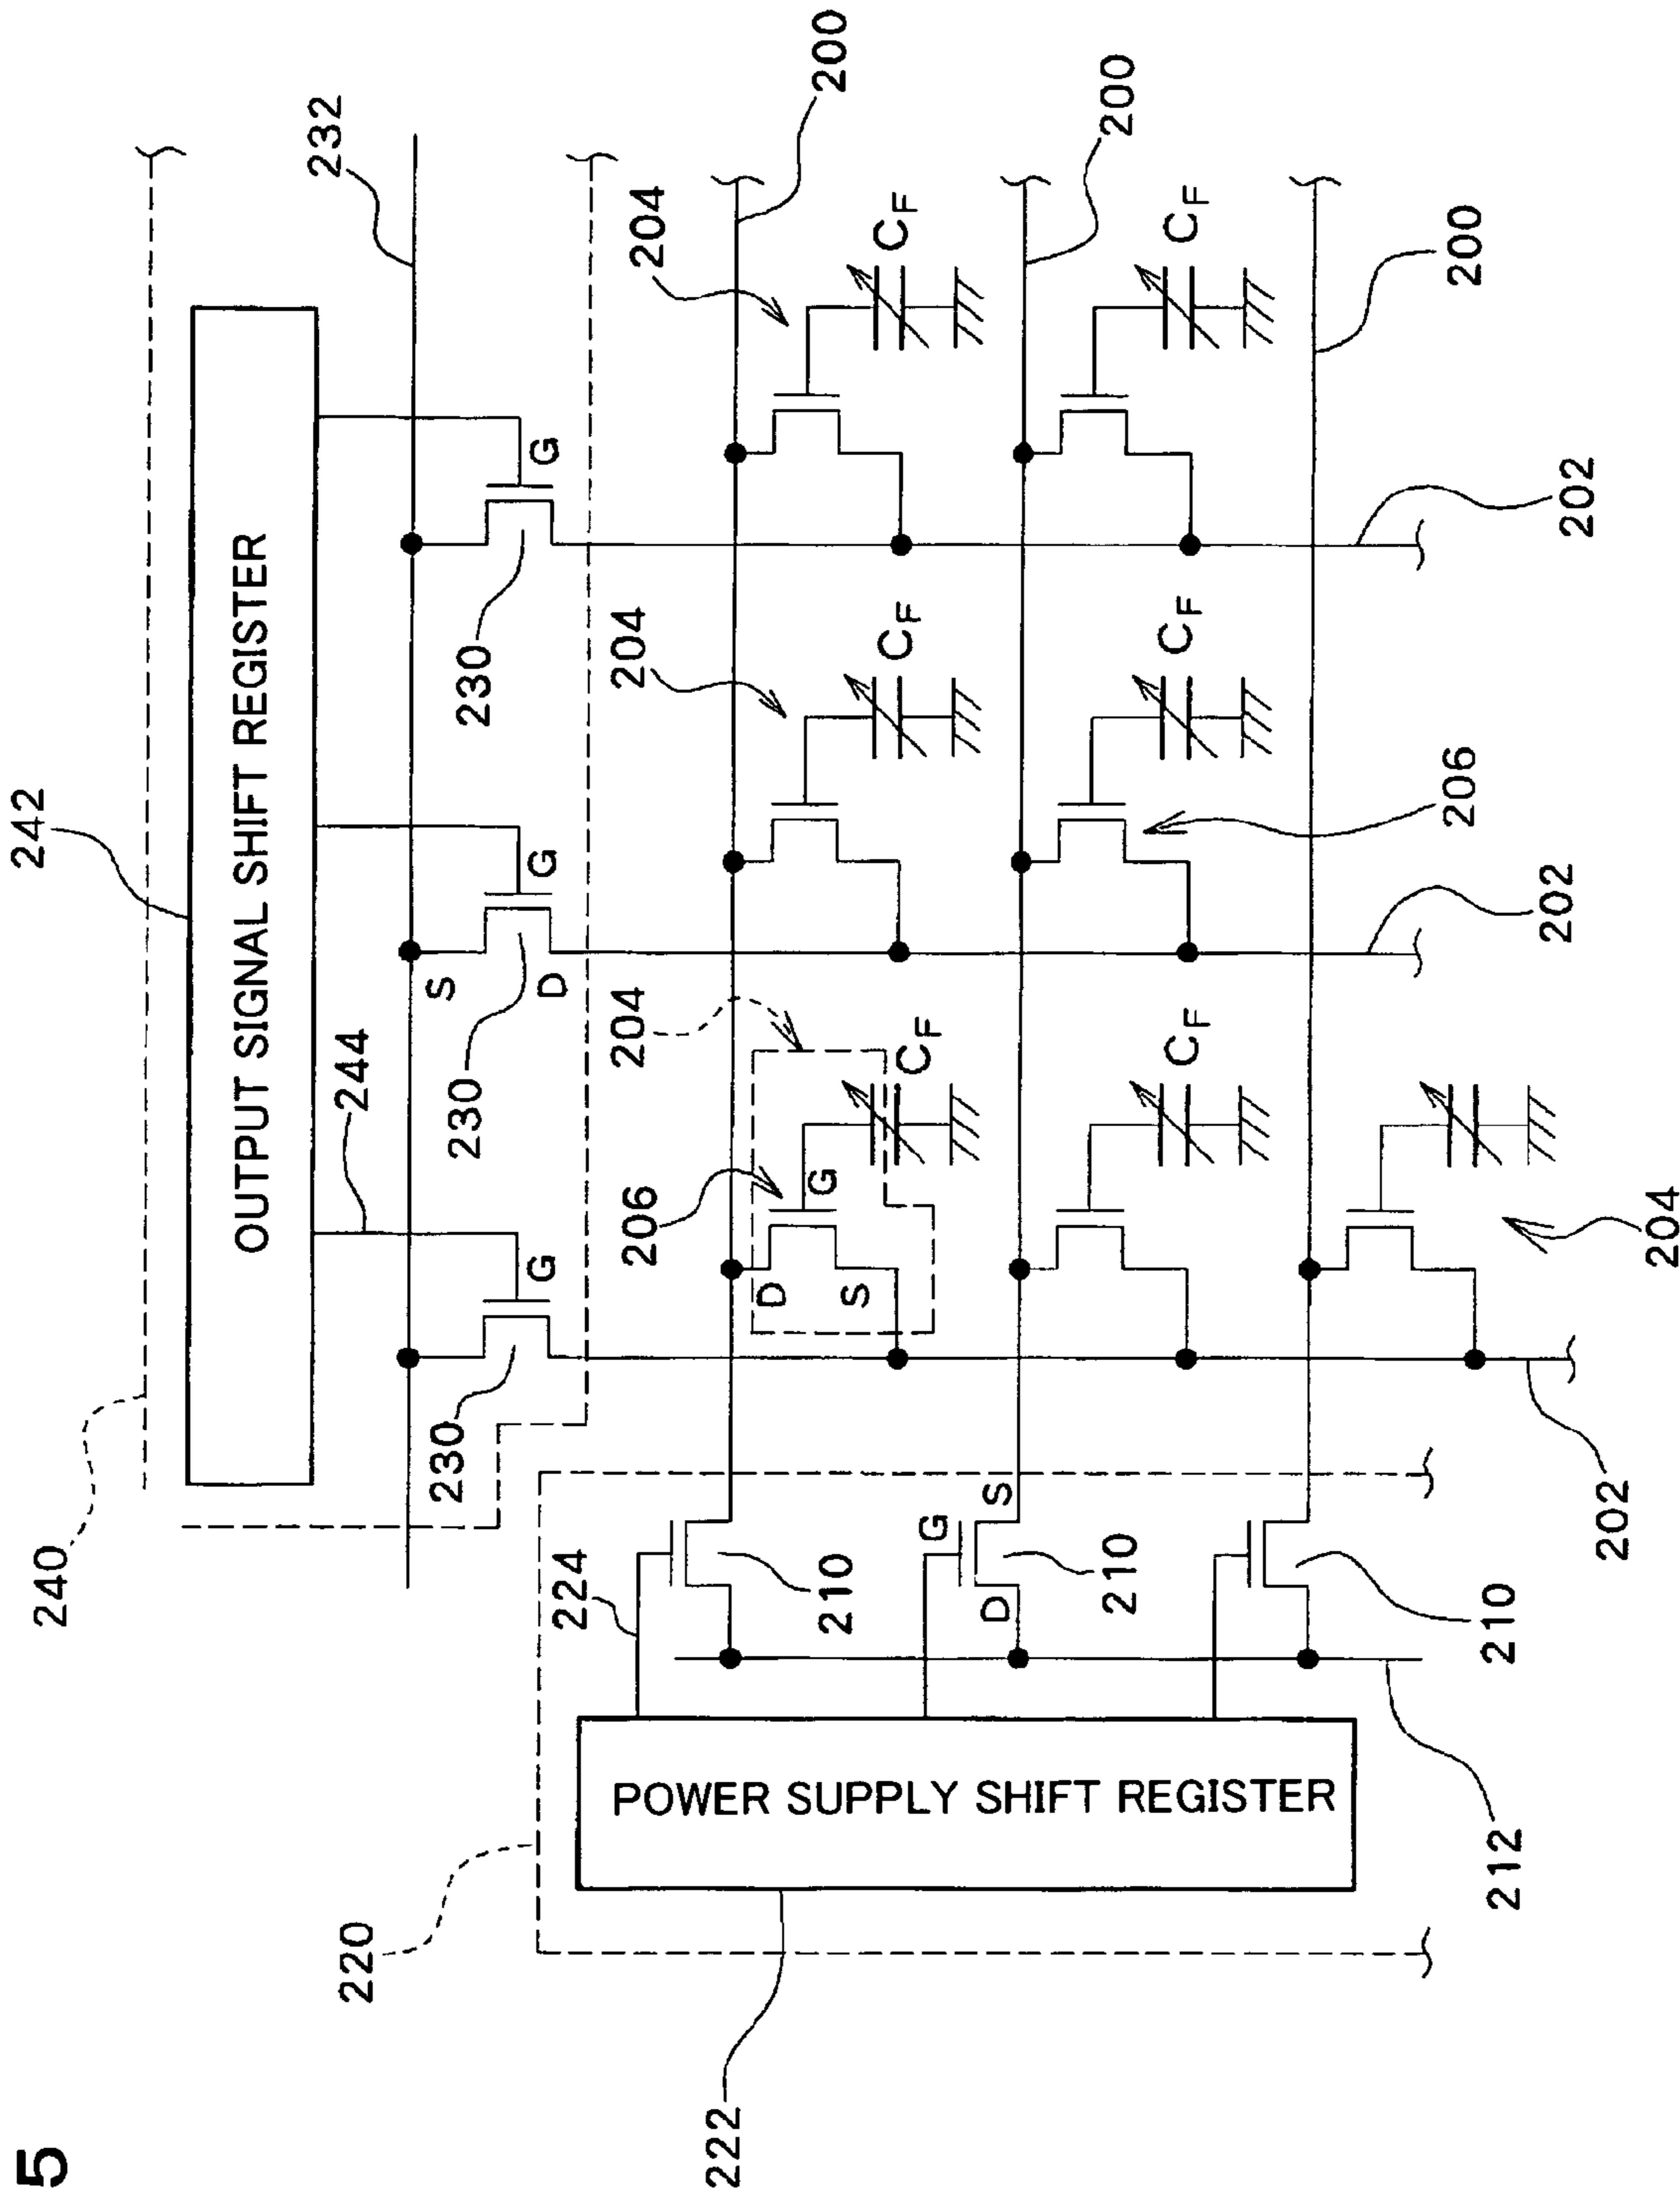 5
242
OUTPUT SIGNAL SHIFT REGISTER
240
244
232
G
G
G
S
D
230
230
230
204
204
204
200
206
G
D
S
CF
CF
CF
200
224
210
G
S
D
210
CF
CF
CF
206
200
210
204
202
202
202
220
POWER SUPPLY SHIFT REGISTER
222
212